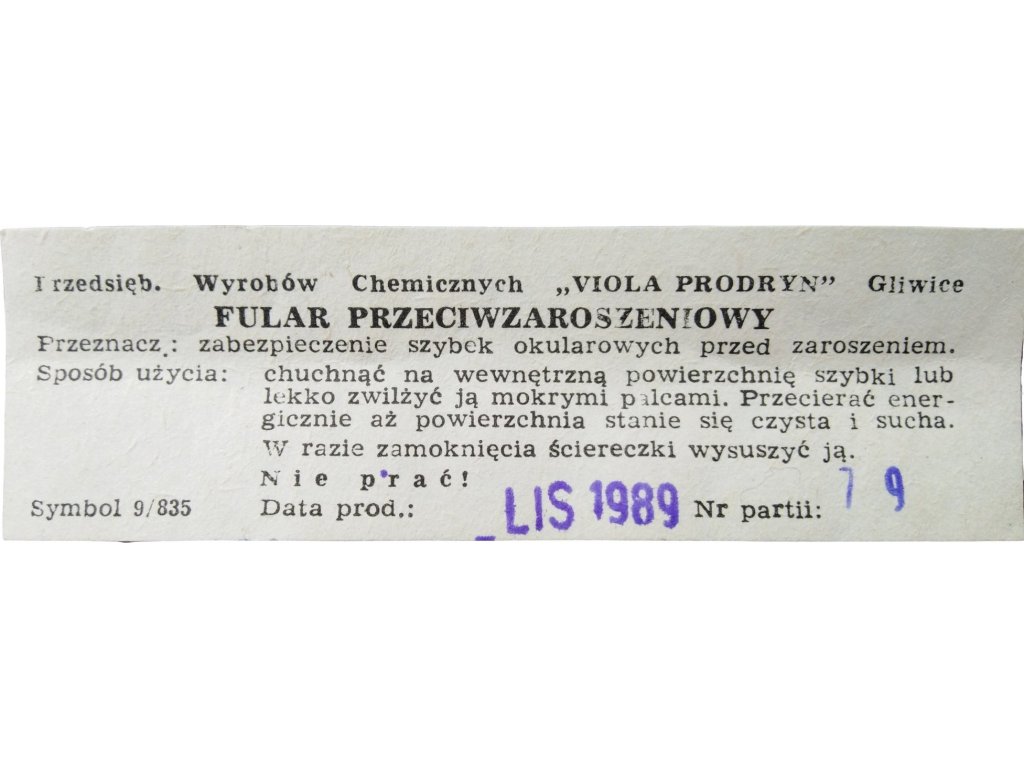 Przedsięb. Wyrobów Chemicznych „VIOLA PRODRYN” Gliwice
FULAR PRZECIWZAROSZENIOWY
Przeznacz.: zabezpieczenie szybek okularowych przed zaroszeniem.
Sposób użycia: chuchnąć na wewnętrzną powierzchnię szybki lub
lekko zwilżyć ją mokrymi palcami. Przecierać ener-
gicznie aż powierzchnia stanie się czysta i sucha.
W razie zamoknięcia ściereczki wysuszyć ją.
Nie prać!
Symbol 9/835 Data prod.: LIS 1989 Nr partii: 79